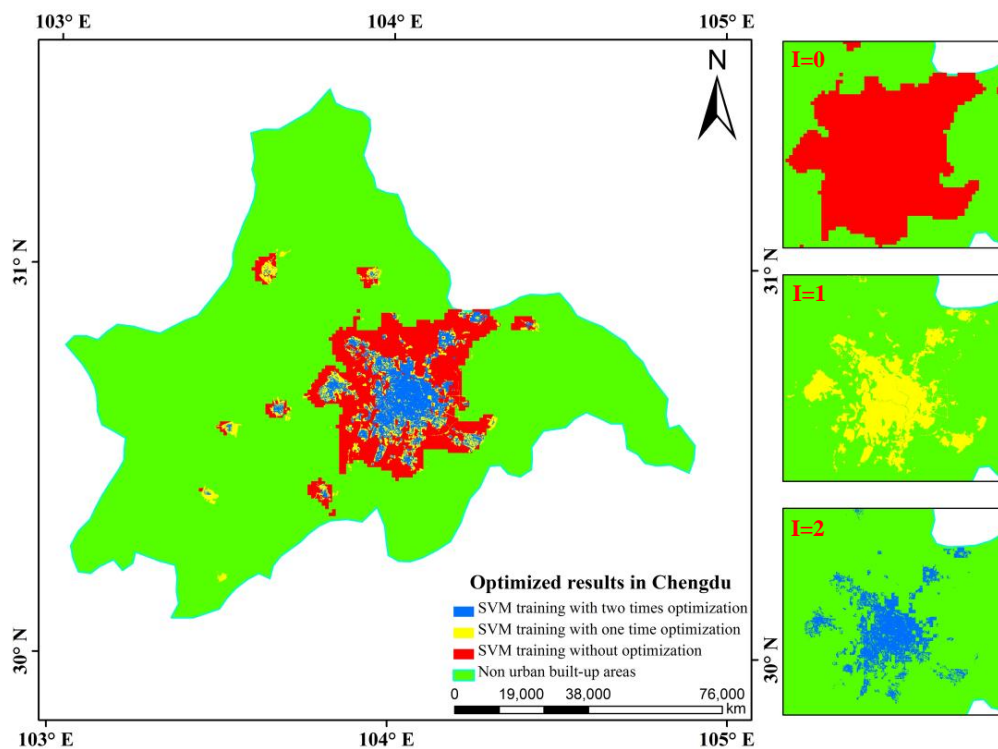 103° E
104° E
105° E
N
31° N
31° N
30° N
30° N
I=0
I=1
I=2
Optimized results in Chengdu
SVM training with two times optimization
SVM training with one time optimization
SVM training without optimization
Non urban built-up areas
0 19,000 38,000 76,000
km
103° E
104° E
105° E